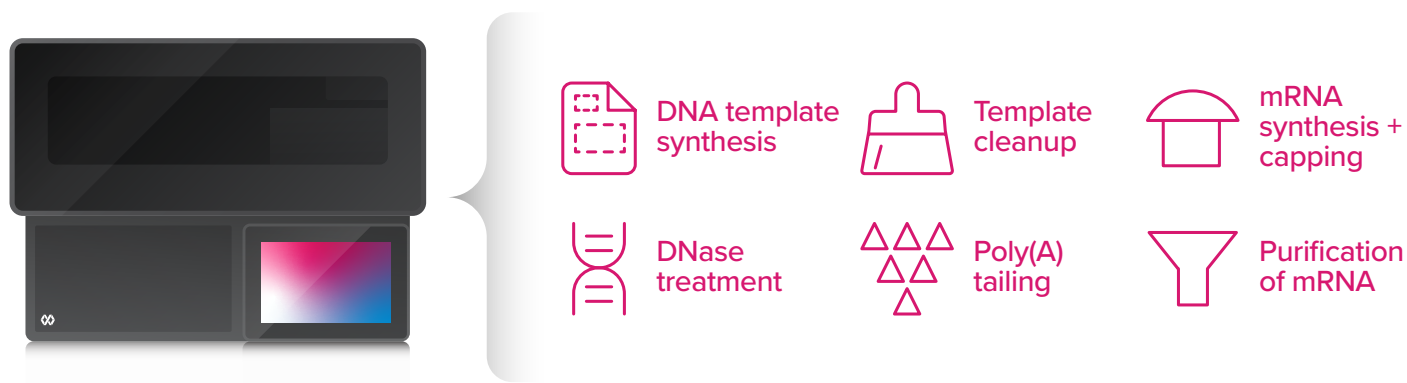 DNA template
synthesis
Template
cleanup
mRNA
synthesis +
capping
DNase
treatment
Poly(A)
tailing
Purification
of mRNA